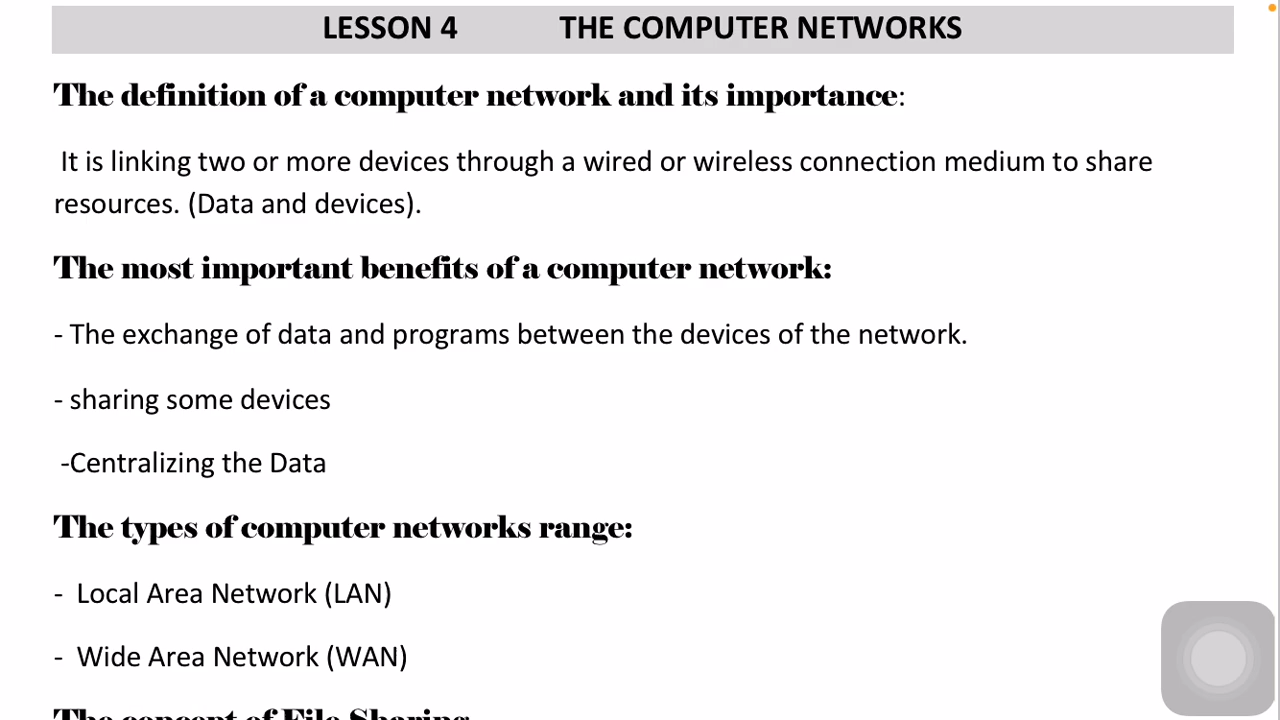 LESSON 4 THE COMPUTER NETWORKS
The definition of a computer network and its importance:
It is linking two or more devices through a wired or wireless connection medium to share
resources. (Data and devices).
The most important benefits of a computer network:
- The exchange of data and programs between the devices of the network.
- sharing some devices
-Centralizing the Data
The types of computer networks range:
- Local Area Network (LAN)
- Wide Area Network (WAN)
The concept of File Sharing